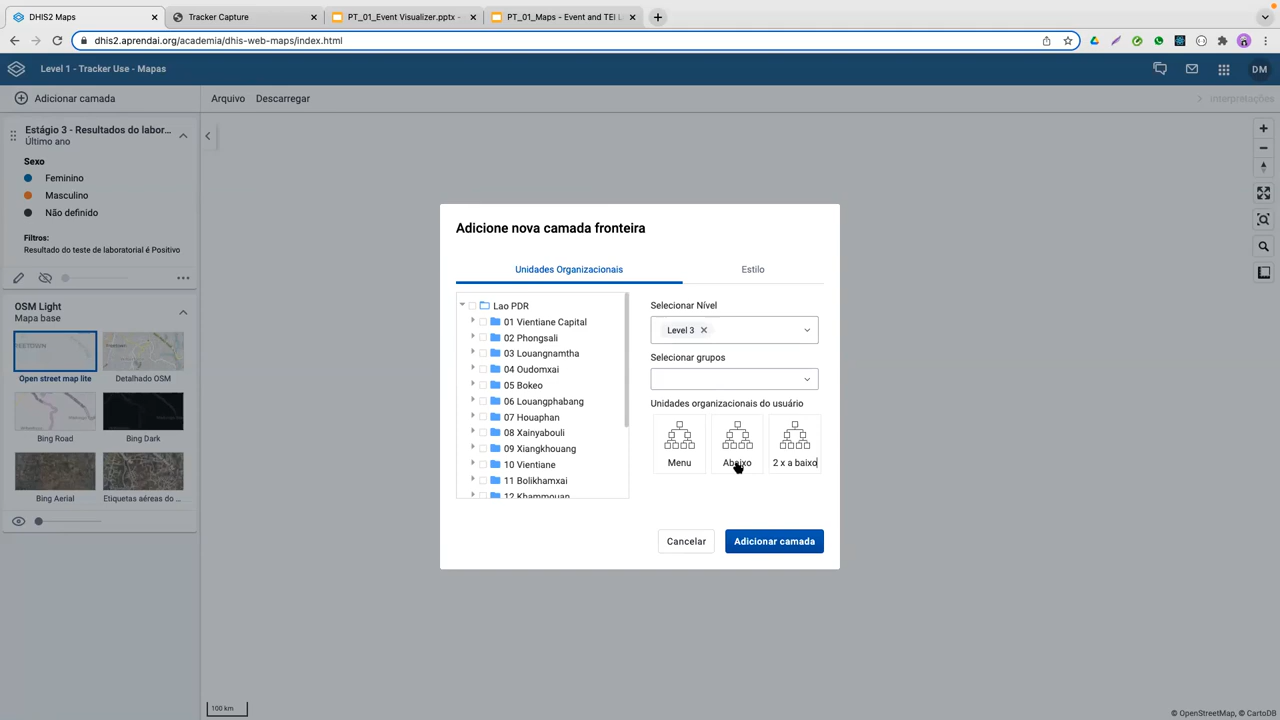 DHIS2 Maps
Tracker Capture
PT_01_Event Visualizer.pptx -
PT_01_Maps - Event and TEI L
dhis2.aprendai.org/academia/dhis-web-maps/index.html
Level 1 - Tracker Use - Mapas
DM
Adicionar camada
Arquivo
Descarregar
Interpretações
Estágio 3 - Resultados do labor...
Último ano
Sexo
Feminino
Masculino
Não definido
Filtros:
Resultado do teste de laboratorial é Positivo
OSM Light
Mapa base
Open street map lite
Detalhado OSM
Bing Road
Bing Dark
Bing Aerial
Etiquetas aéreas do ...
Adicione nova camada fronteira
Unidades Organizacionais
Estilo
Lao PDR
01 Vientiane Capital
02 Phongsali
03 Louangnamtha
04 Oudomxai
05 Bokeo
06 Louangphabang
07 Houaphan
08 Xainyabouli
09 Xiangkhouang
10 Vientiane
11 Bolikhamxai
12 Khammouan
Selecionar Nível
Level 3
Selecionar grupos
Unidades organizacionais do usuário
Menu
Abaixo
2 x a baixo
Cancelar
Adicionar camada
100 km
© OpenStreetMap, © CartoDB